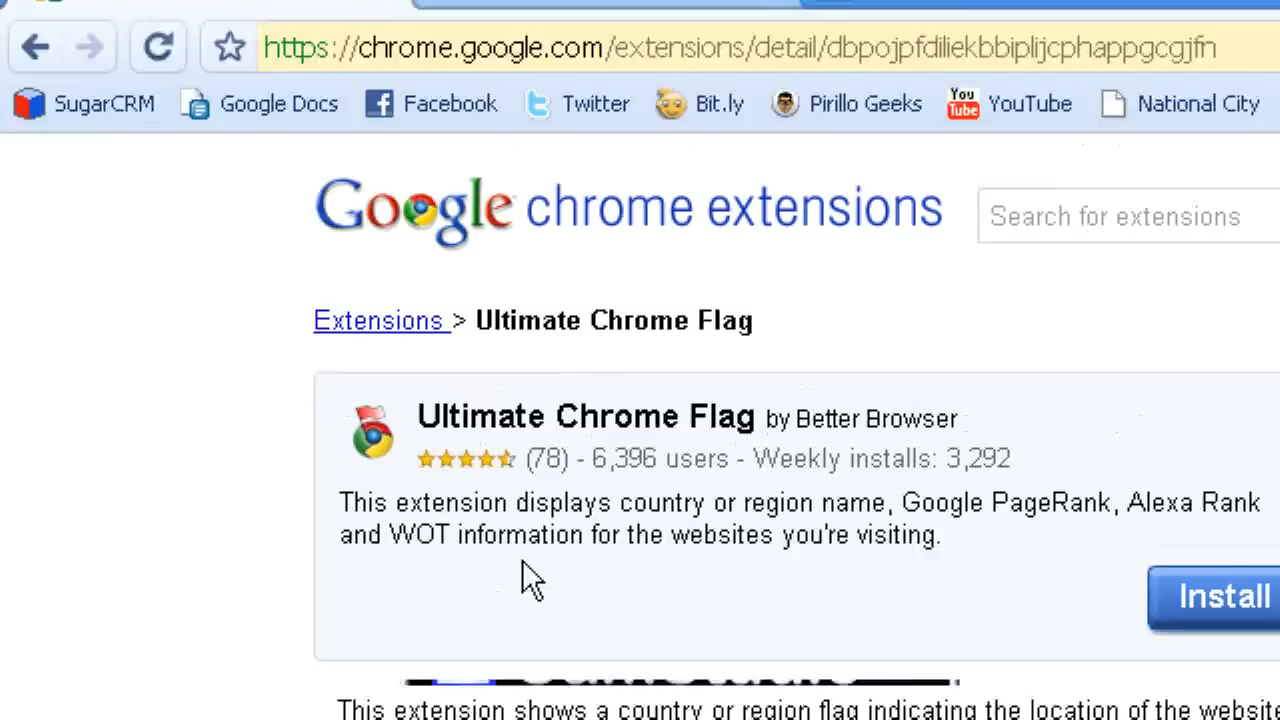 https://chrome.google.com/extensions/detail/dbpojpfdiliekbbiplijcphappgcgjfn
SugarCRM Google Docs Facebook Twitter Bit.ly Pirillo Geeks You Tube YouTube National City
Google chrome extensions Search for extensions
Extensions > Ultimate Chrome Flag
Ultimate Chrome Flag by Better Browser
(78) - 6,396 users - Weekly installs: 3,292
This extension displays country or region name, Google PageRank, Alexa Rank
and WOT information for the websites you're visiting.
Install
This extension shows a country or region flag indicating the location of the website